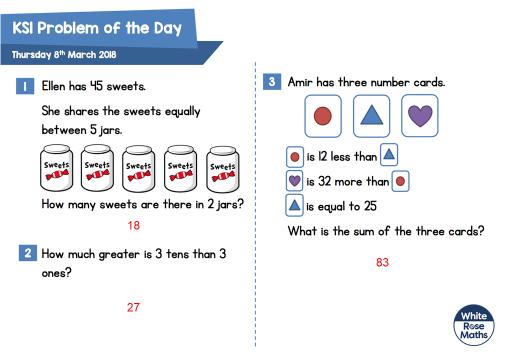 KS1 Problem of the Day
Thursday 8th March 2018
1 Ellen has 45 sweets.
She shares the sweets equally
between 5 jars.
Sweets Sweets Sweets Sweets Sweets
How many sweets are there in 2 jars?
18
2 How much greater is 3 tens than 3
ones?
27
3 Amir has three number cards.
is 12 less than
is 32 more than
is equal to 25
What is the sum of the three cards?
83
White
Rose
Maths